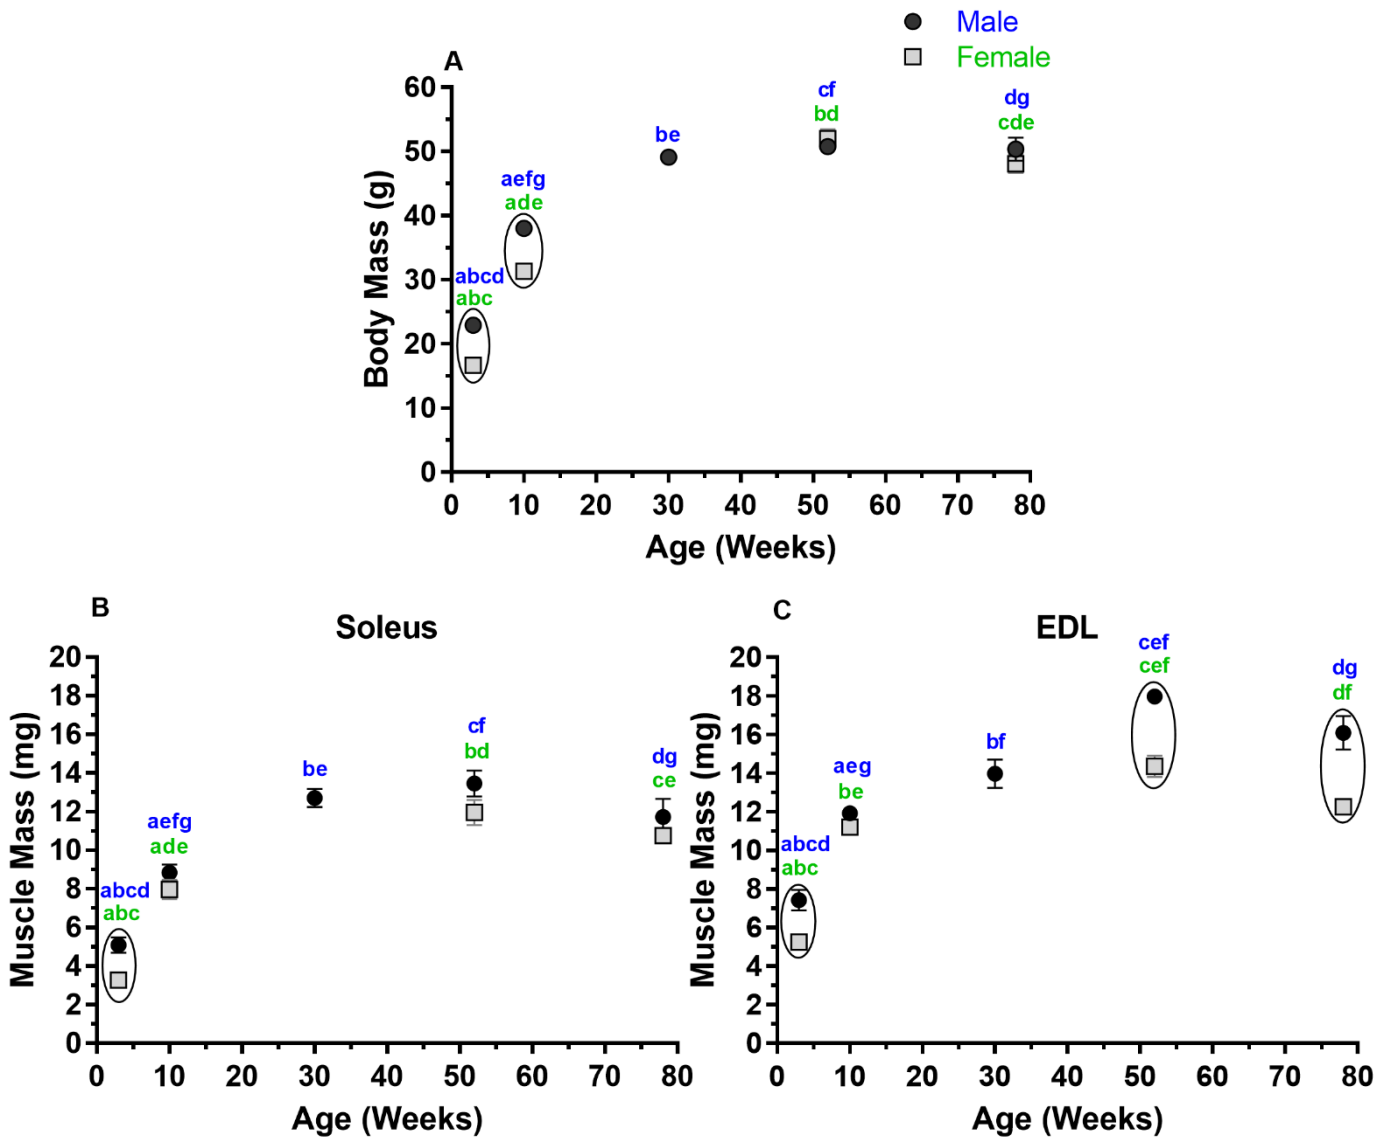 Male
Female
A
60
50
40
30
20
10
0
Body Mass (g)
abcd
abc
aefg
ade
be
cf
bd
dg
cde
0 10 20 30 40 50 60 70 80
Age (Weeks)
B
Soleus
20
18
16
14
12
10
8
6
4
2
0
Muscle Mass (mg)
abcd
abc
aefg
ade
be
cf
bd
dg
ce
0 10 20 30 40 50 60 70 80
Age (Weeks)
C
EDL
20
18
16
14
12
10
8
6
4
2
0
Muscle Mass (mg)
abcd
abc
aeg
be
bf
cef
cef
dg
df
0 10 20 30 40 50 60 70 80
Age (Weeks)